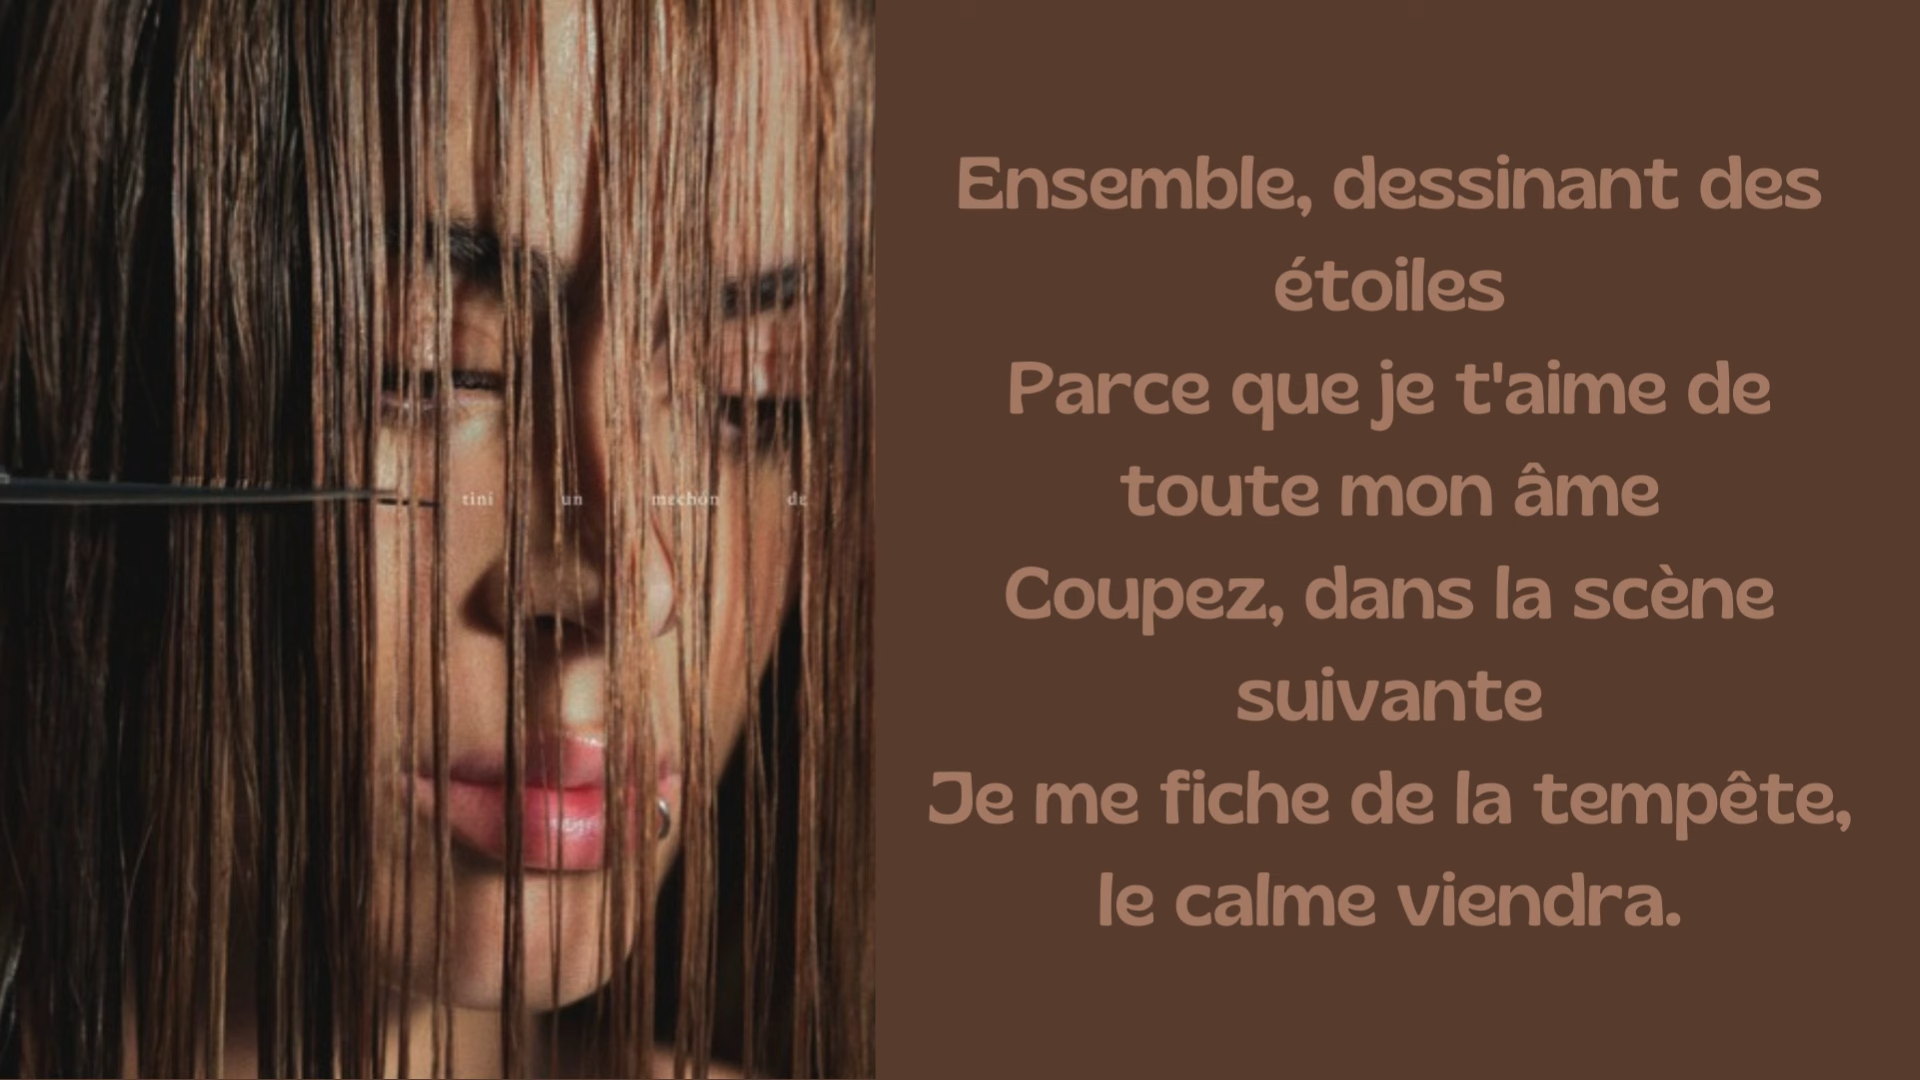 tini un mechón de
Ensemble, dessinant des
étoiles
Parce que je t'aime de
toute mon âme
Coupez, dans la scène
suivante
Je me fiche de la tempête,
le calme viendra.